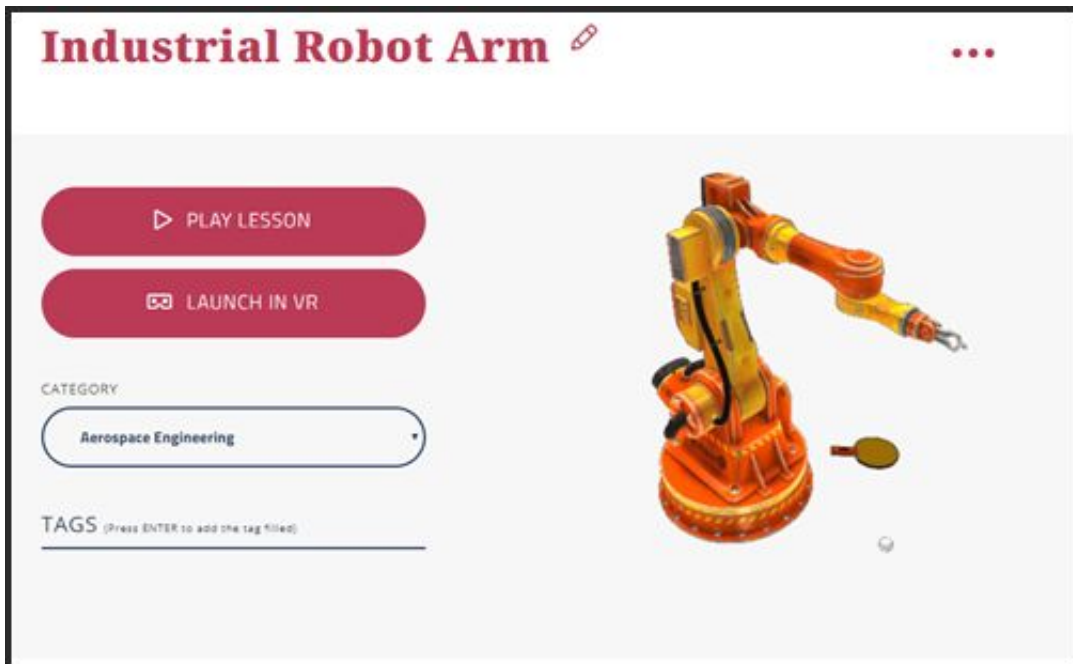 Industrial Robot Arm
PLAY LESSON
LAUNCH IN VR
CATEGORY
Aerospace Engineering
TAGS (Press ENTER to add the tag filled)